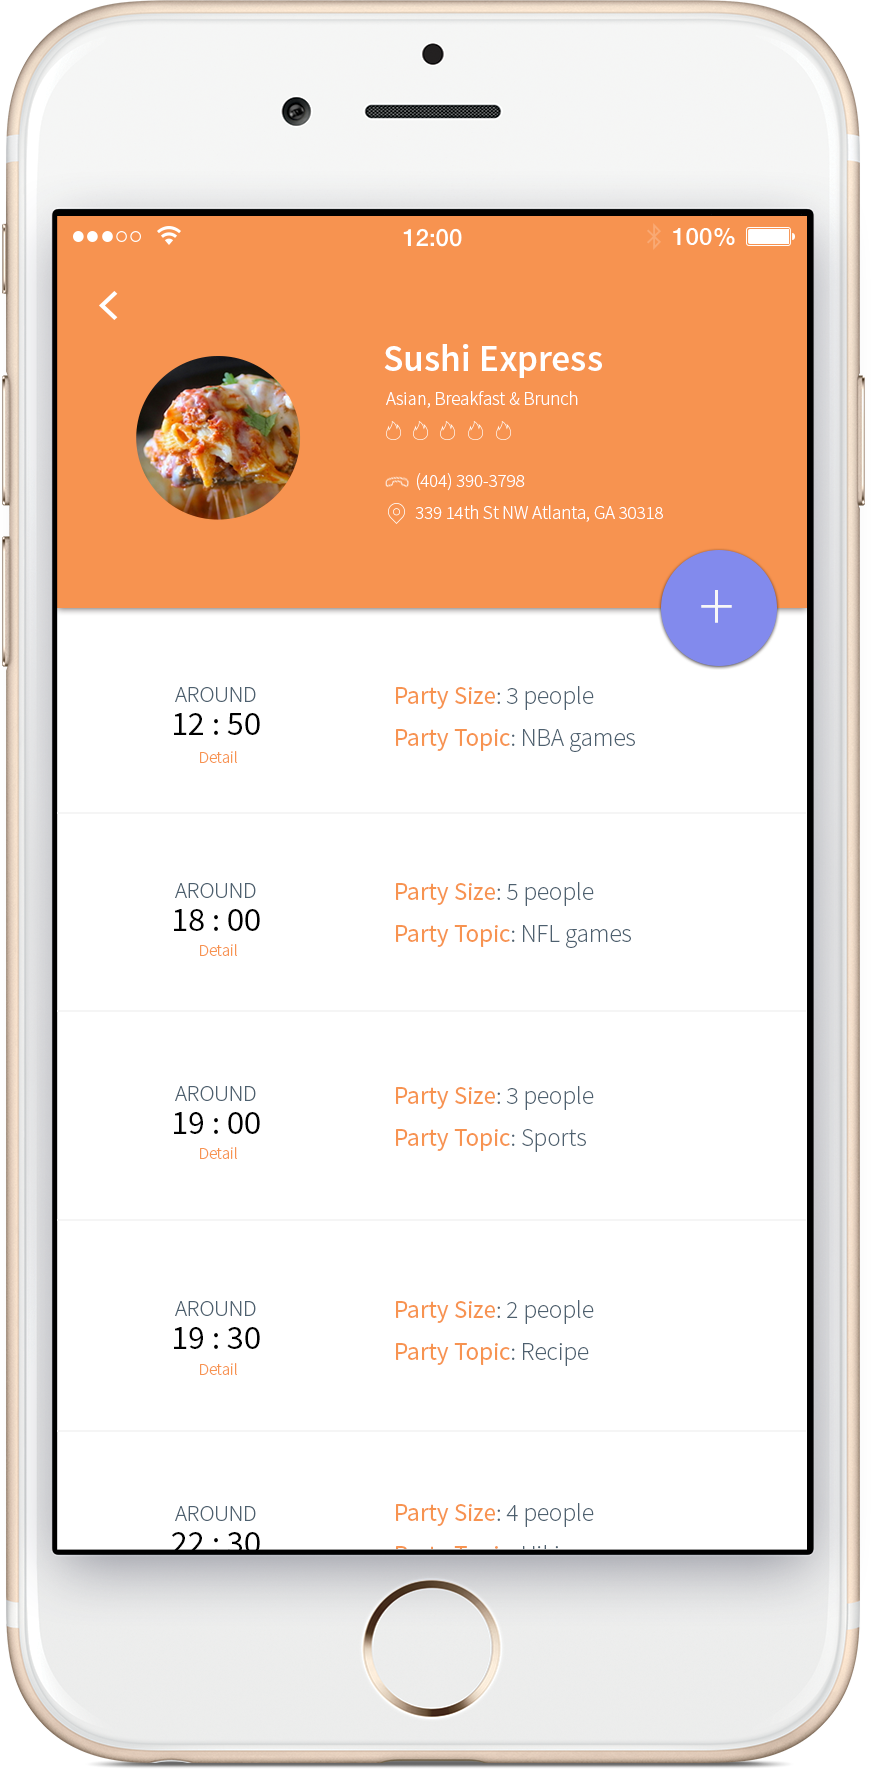 12:00
100%
Sushi Express
Asian, Breakfast & Brunch
(404) 390-3798
339 14th St NW Atlanta, GA 30318
AROUND
12 : 50
Detail
Party Size: 3 people
Party Topic: NBA games
AROUND
18 : 00
Detail
Party Size: 5 people
Party Topic: NFL games
AROUND
19 : 00
Detail
Party Size: 3 people
Party Topic: Sports
AROUND
19 : 30
Detail
Party Size: 2 people
Party Topic: Recipe
AROUND
22 : 30
Party Size: 4 people